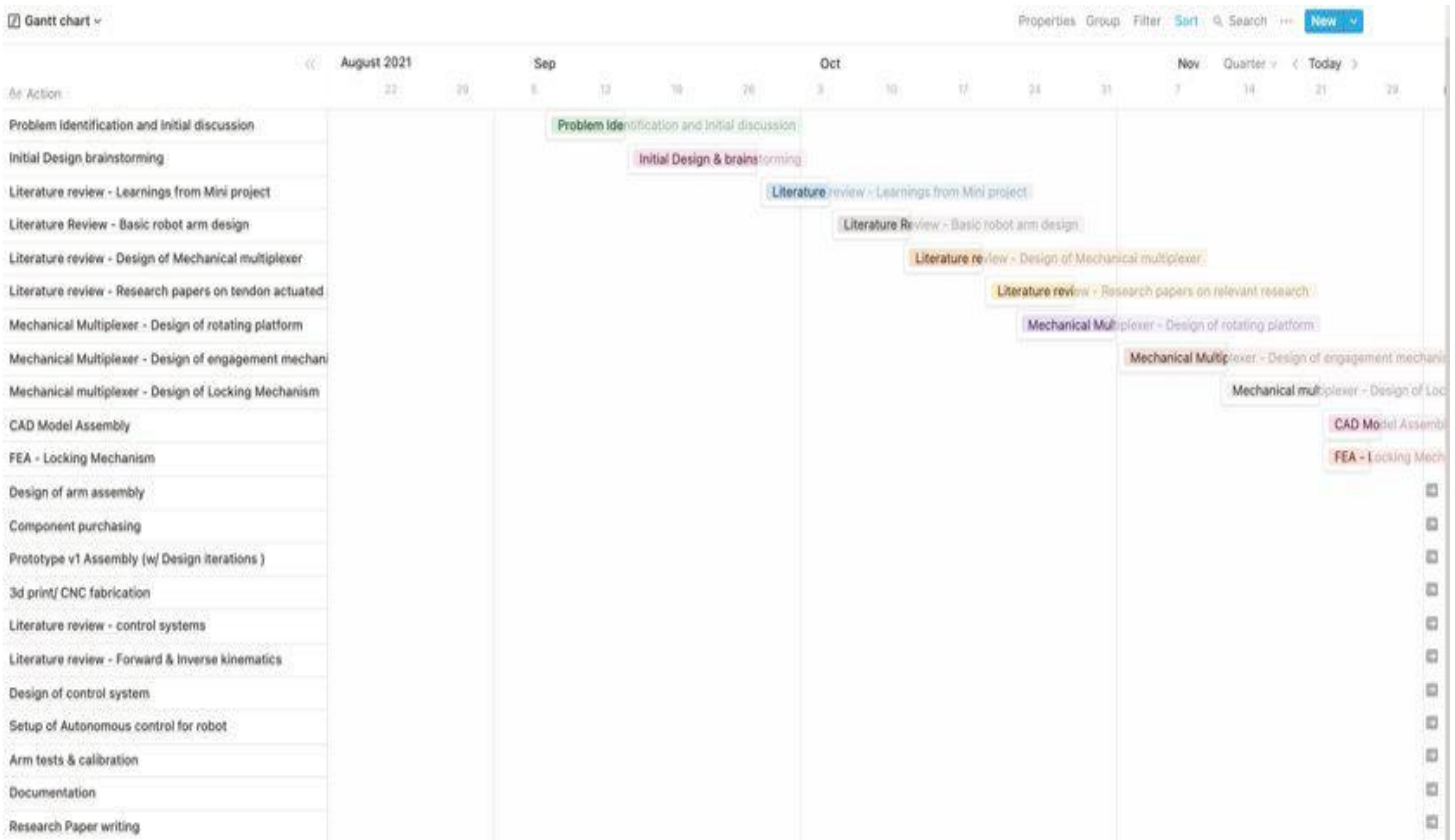 Gantt chart
Properties Group Filter Sort Search ··· New
August 2021 Sep Oct Nov Quarter Today
Action 22 29 5 12 19 26 3 10 17 24 31 7 14 21 28
Problem Identification and Initial discussion Problem Identification and Initial discussion
Initial Design brainstorming Initial Design & brainstorming
Literature review - Learnings from Mini project Literature review - Learnings from Mini project
Literature Review - Basic robot arm design Literature Review - Basic robot arm design
Literature review - Design of Mechanical multiplexer Literature review - Design of Mechanical multiplexer
Literature review - Research papers on tendon actuated Literature review - Research papers on relevant research
Mechanical Multiplexer - Design of rotating platform Mechanical Multiplexer - Design of rotating platform
Mechanical Multiplexer - Design of engagement mechani Mechanical Multiplexer - Design of engagement mechanis
Mechanical multiplexer - Design of Locking Mechanism Mechanical multiplexer - Design of Loc
CAD Model Assembly CAD Model Assembl
FEA - Locking Mechanism FEA - Locking Mech
Design of arm assembly
Component purchasing
Prototype v1 Assembly (w/ Design iterations )
3d print/ CNC fabrication
Literature review - control systems
Literature review - Forward & Inverse kinematics
Design of control system
Setup of Autonomous control for robot
Arm tests & calibration
Documentation
Research Paper writing